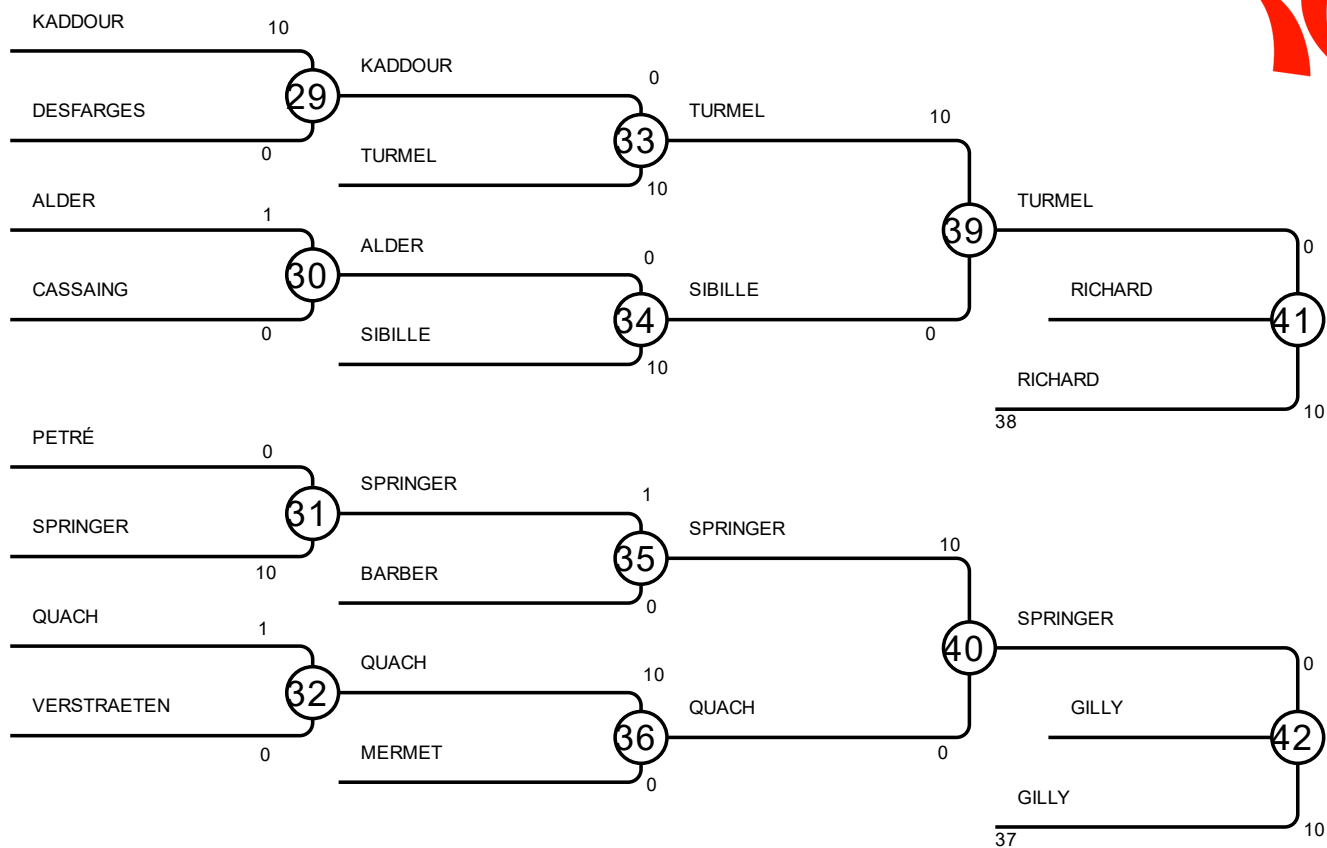 KADDOUR
10
29
DESFARGES
0
ALDER
1
30
CASSAING
0
KADDOUR
0
33
TURMEL
10
ALDER
0
34
SIBILLE
10
TURMEL
10
39
SIBILLE
0
TURMEL
0
RICHARD
41
RICHARD
10
38
PETRÉ
0
31
SPRINGER
10
QUACH
1
32
VERSTRAETEN
0
SPRINGER
1
35
BARBER
0
QUACH
10
36
MERMET
0
SPRINGER
10
40
QUACH
0
SPRINGER
0
GILLY
42
GILLY
10
37